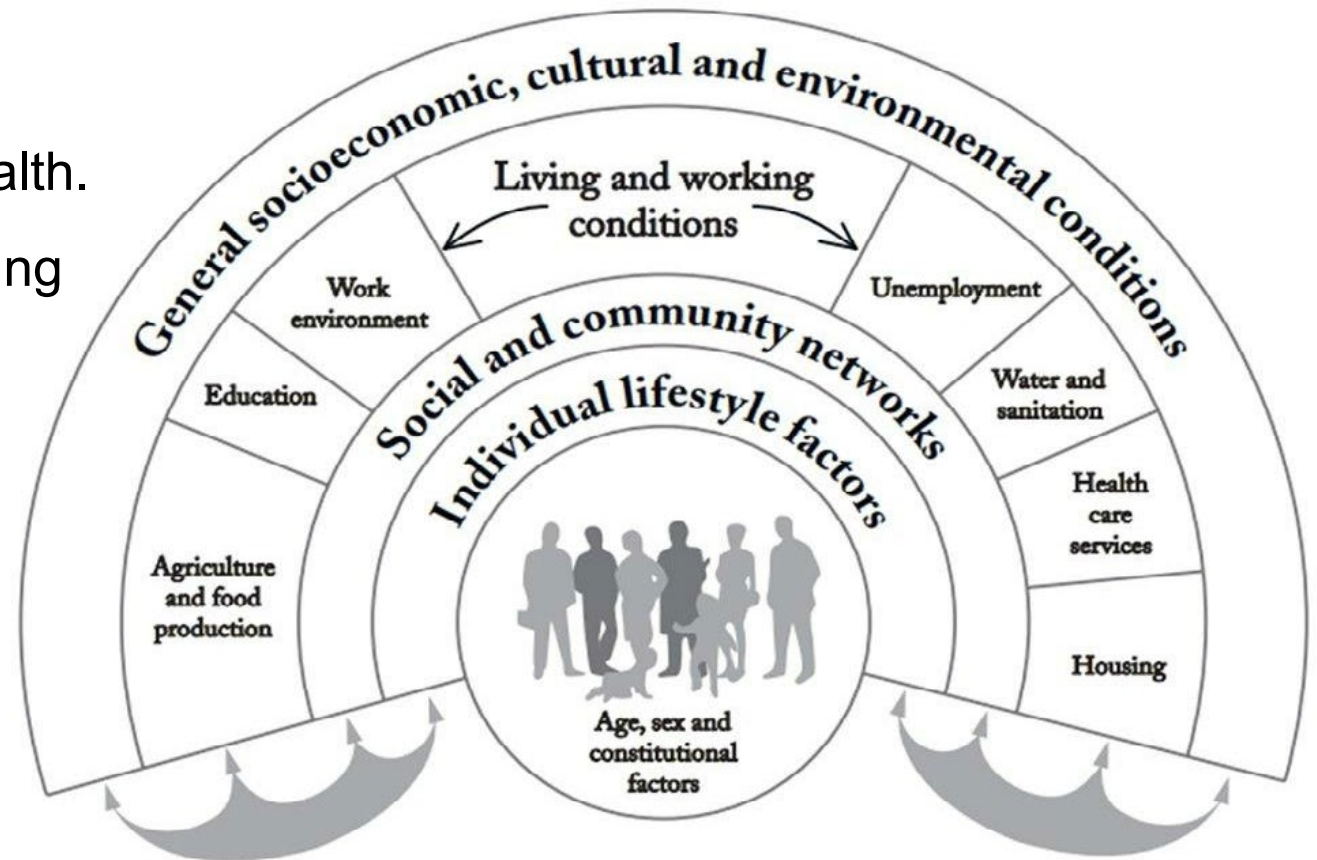 alth.
ing
General socioeconomic, cultural and environmental conditions
Living and working
conditions
Work
environment
Unemployment
Education
Water and
sanitation
Agriculture
and food
production
Health
care
services
Housing
Social and community networks
Individual lifestyle factors
Age, sex and
constitutional
factors